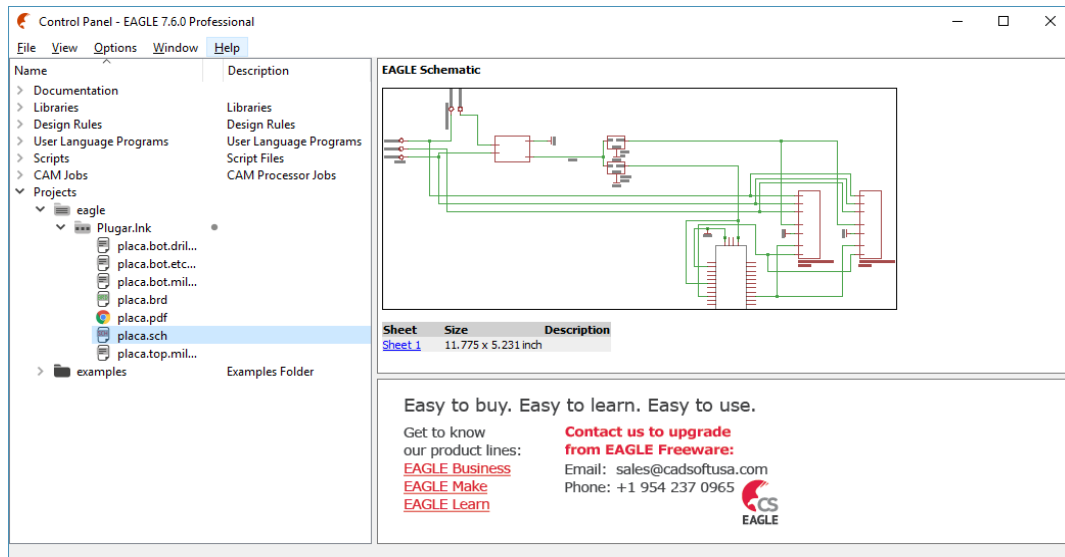 Control Panel - EAGLE 7.6.0 Professional
File View Options Window Help
Name Description
Documentation
Libraries Libraries
Design Rules Design Rules
User Language Programs User Language Programs
Scripts Script Files
CAM Jobs CAM Processor Jobs
Projects
eagle
Plugar.lnk
placa.bot.dril...
placa.bot.etc...
placa.bot.mil...
placa.brd
placa.pdf
placa.sch
placa.top.mil...
examples Examples Folder
EAGLE Schematic
Sheet Size Description
Sheet 1 11.775 x 5.231 inch
Easy to buy. Easy to learn. Easy to use.
Get to know
our product lines:
EAGLE Business
EAGLE Make
EAGLE Learn
Contact us to upgrade
from EAGLE Freeware:
Email: sales@cadsoftusa.com
Phone: +1 954 237 0965
CS
EAGLE